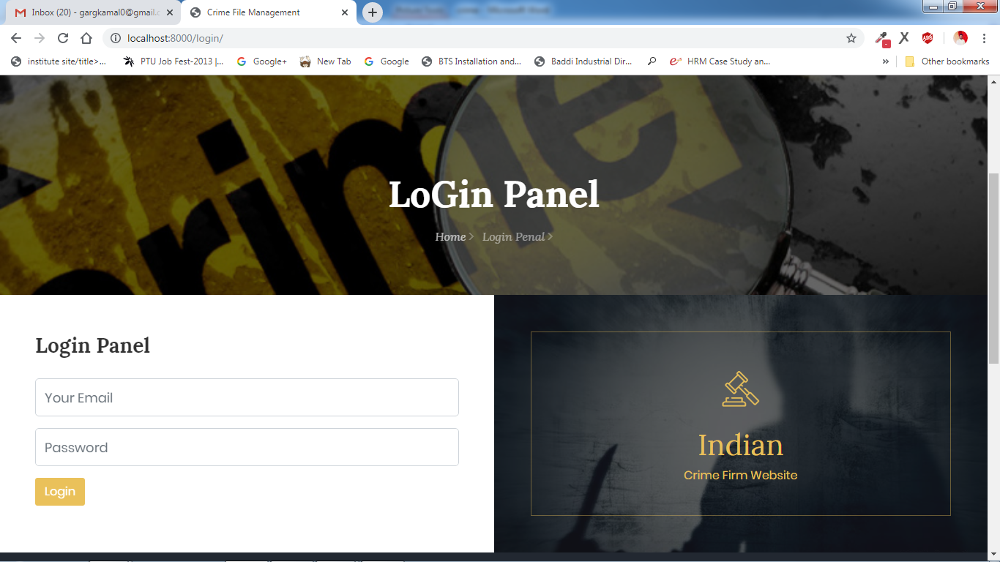 Inbox (20) - gargkamal0@gmail.c
Crime File Management
localhost:8000/login/
institute site/title>...
PTU Job Fest-2013 |...
Google+
New Tab
Google
BTS Installation and...
Baddi Industrial Dir...
HRM Case Study an...
»
Other bookmarks
crime
LoGin Panel
Home > Login Penal >
Login Panel
Your Email
Password
Login
Indian
Crime Firm Website